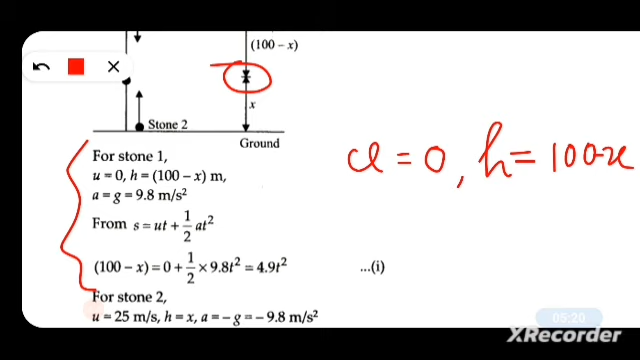 (100 – x)
x
Stone 2
Ground
For stone 1,
u = 0, h = (100 – x) m,
a = g = 9.8 m/s²
From s = ut + 1/2 at²
(100 – x) = 0 + 1/2 × 9.8t² = 4.9t² ...(i)
For stone 2,
u = 25 m/s, h = x, a = – g = – 9.8 m/s²
u = 0, h = 100-x
05:20
XRecorder